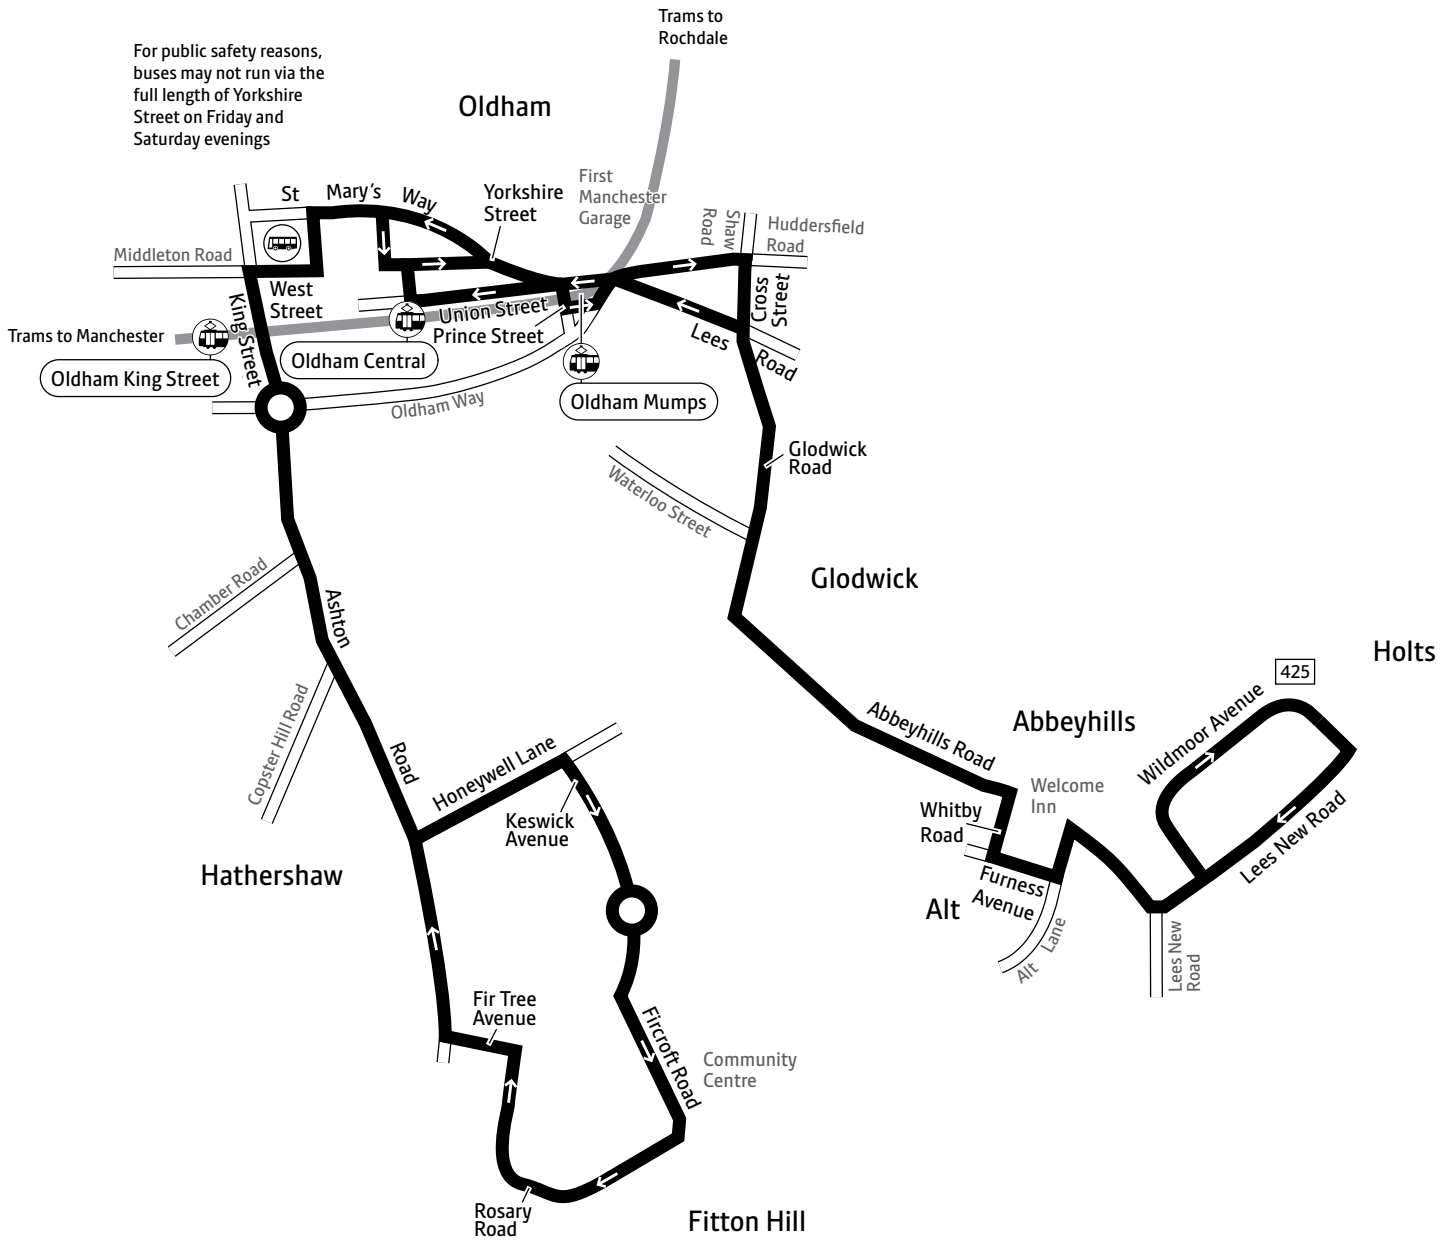 Trams to
Rochdale
For public safety reasons,
buses may not run via the
full length of Yorkshire
Street on Friday and
Saturday evenings
Oldham
First
Manchester
Garage
St
Mary's
Way
Yorkshire
Street
Shaw
Road
Huddersfield
Road
Middleton Road
West
Street
King Street
Cross
Street
Union Street
Prince Street
Lees
Road
Trams to Manchester
Oldham King Street
Oldham Central
Oldham Mumps
Oldham Way
Glodwick
Road
Waterloo Street
Glodwick
Chamber Road
Ashton
Road
Copster Hill Road
Holts
425
Wildmoor Avenue
Abbeyhills
Abbeyhills Road
Welcome
Inn
Whitby
Road
Lees New Road
Furness
Avenue
Alt
Alt Lane
Lees New
Road
Honeywell Lane
Keswick
Avenue
Hathershaw
Fir Tree
Avenue
Fircroft Road
Community
Centre
Rosary
Road
Fitton Hill